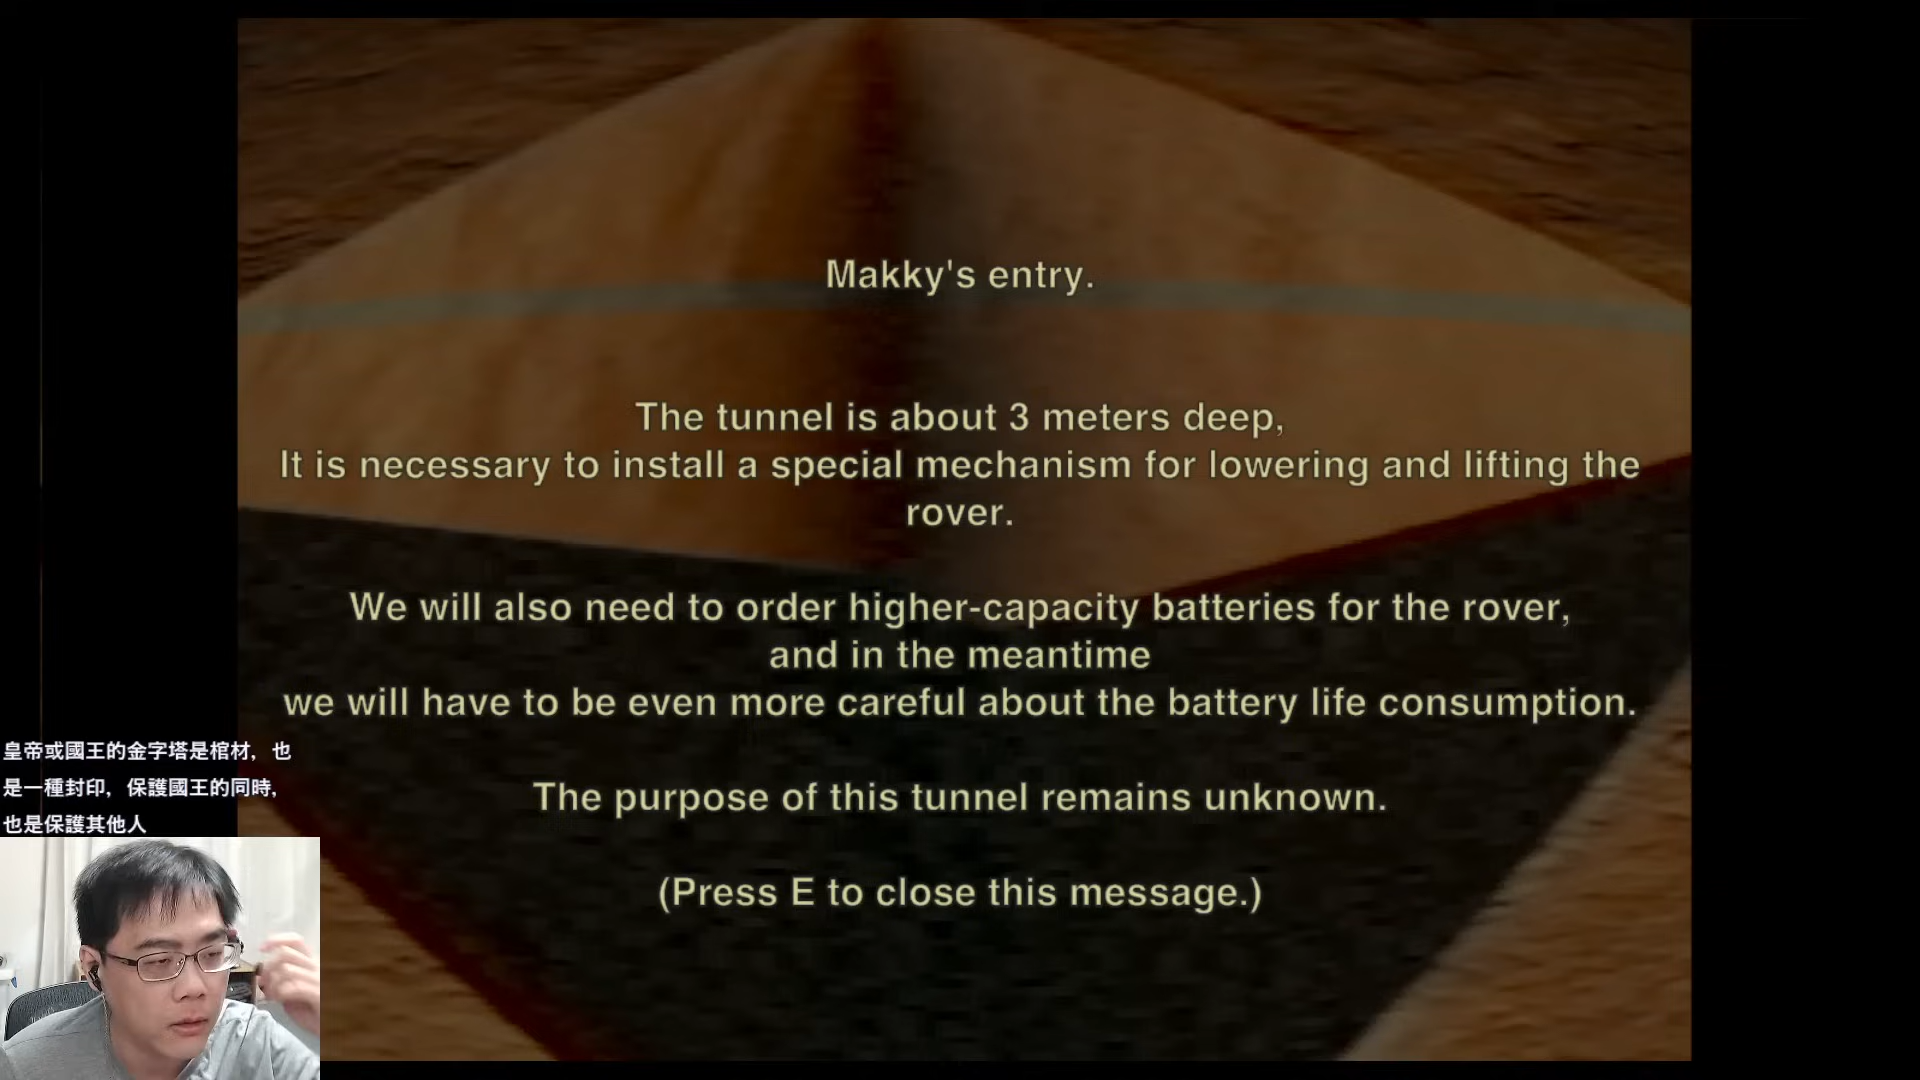 Makky's entry.
The tunnel is about 3 meters deep,
It is necessary to install a special mechanism for lowering and lifting the
rover.
We will also need to order higher-capacity batteries for the rover,
and in the meantime
we will have to be even more careful about the battery life consumption.
The purpose of this tunnel remains unknown.
(Press E to close this message.)
皇帝或國王的金字塔是棺材，也
是一種封印，保護國王的同時，
也是保護其他人